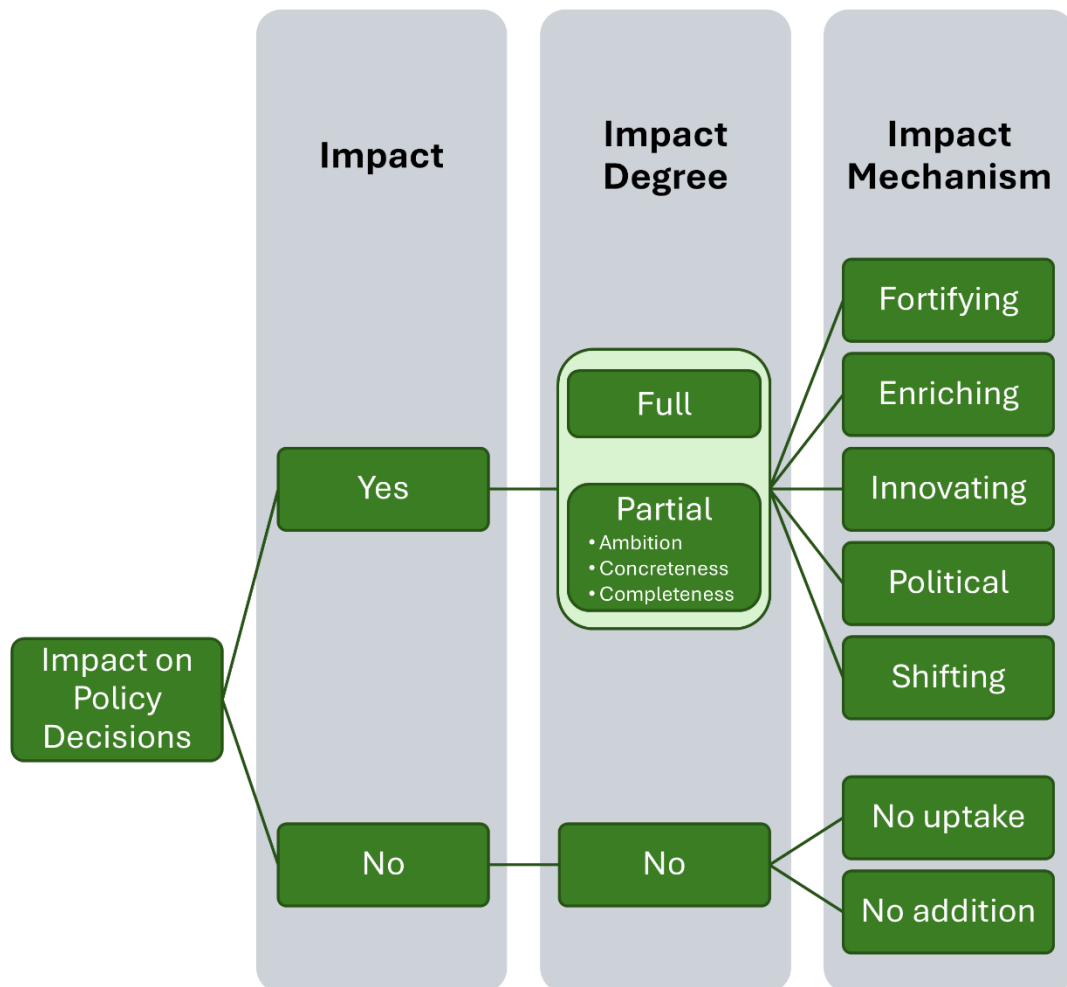 Impact
Impact
Degree
Impact
Mechanism
Fortifying
Enriching
Innovating
Political
Shifting
Full
Partial
• Ambition
• Concreteness
• Completeness
Yes
Impact on
Policy
Decisions
No
No
No uptake
No addition